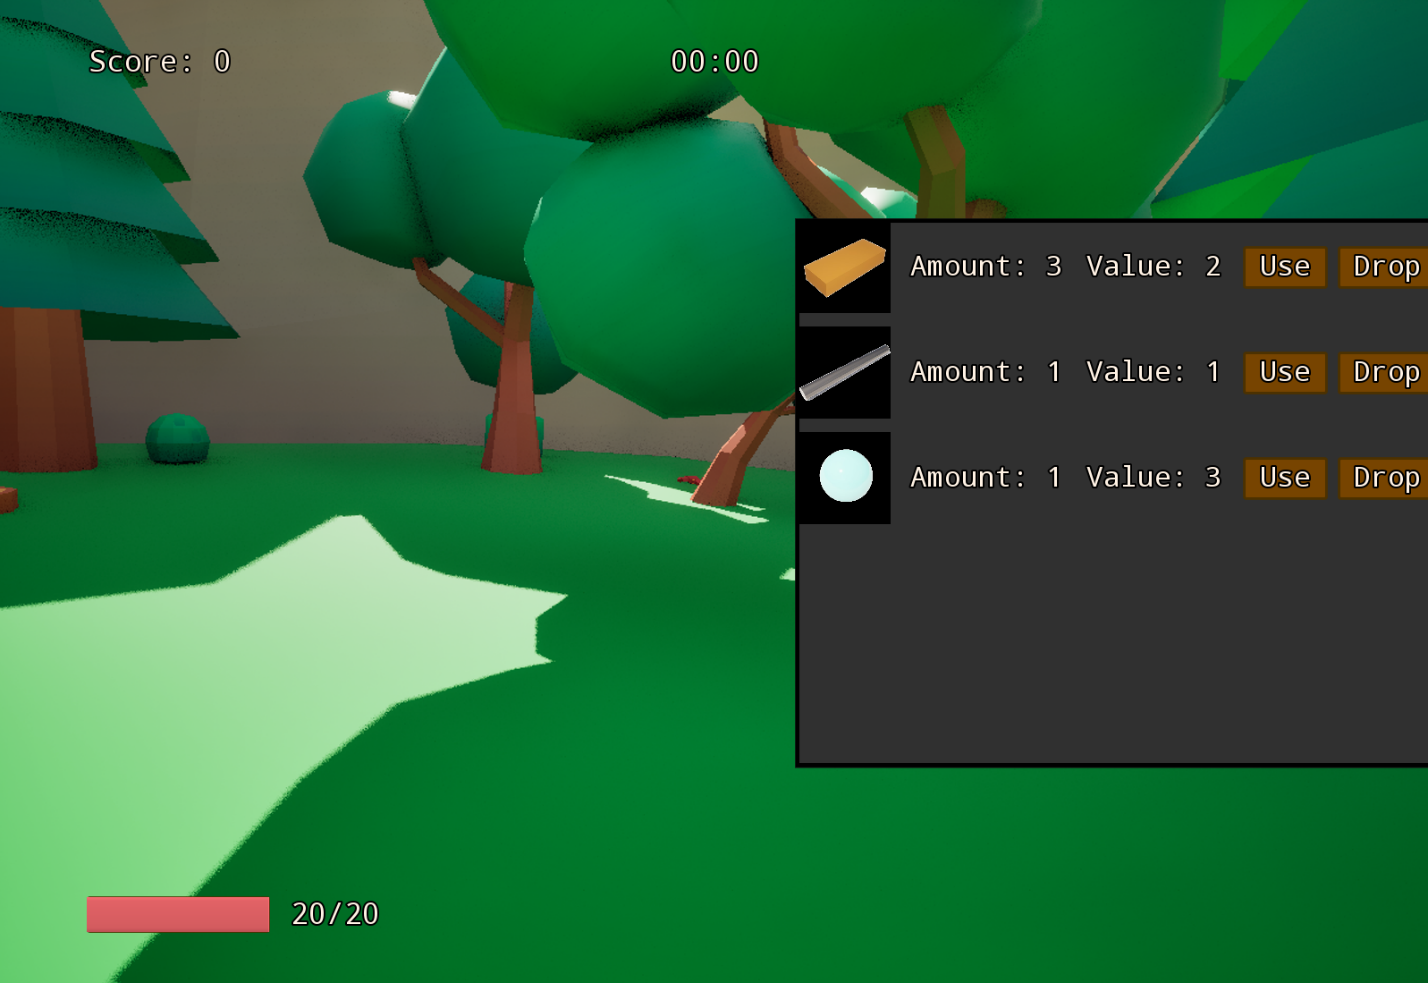 Score: 0
00:00
Amount: 3 Value: 2 Use Drop
Amount: 1 Value: 1 Use Drop
Amount: 1 Value: 3 Use Drop
20/20